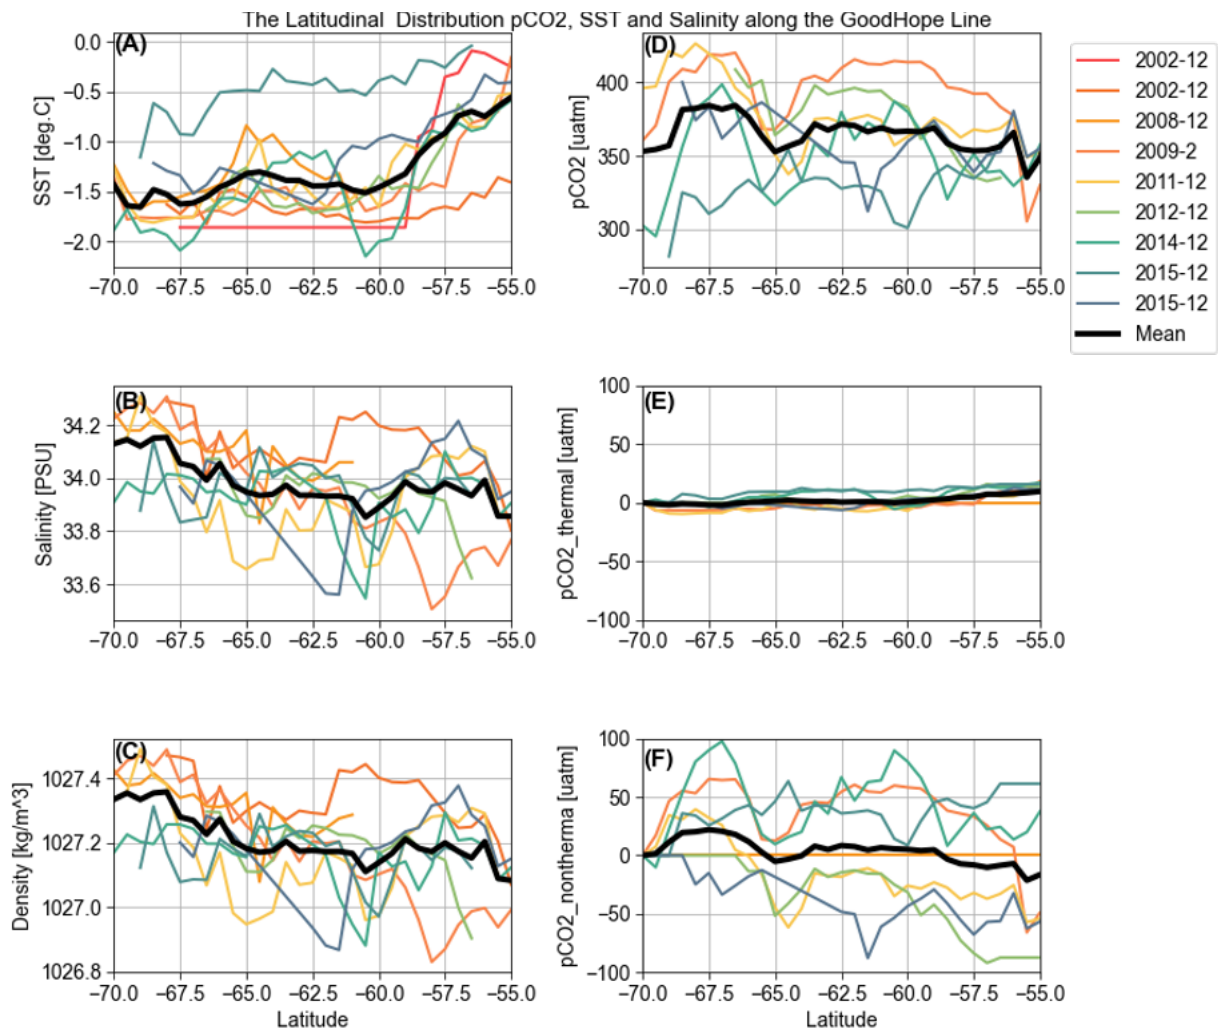 The Latitudinal  Distribution pCO2, SST and Salinity along the GoodHope Line
(A)
SST [deg.C]
0.0
−0.5
−1.0
−1.5
−2.0
−70.0 −67.5 −65.0 −62.5 −60.0 −57.5 −55.0
(D)
pCO2 [uatm]
400
350
300
−70.0 −67.5 −65.0 −62.5 −60.0 −57.5 −55.0
2002-12
2002-12
2008-12
2009-2
2011-12
2012-12
2014-12
2015-12
2015-12
Mean
(B)
Salinity [PSU]
34.2
34.0
33.8
33.6
−70.0 −67.5 −65.0 −62.5 −60.0 −57.5 −55.0
(E)
pCO2_thermal [uatm]
100
50
0
−50
−100
−70.0 −67.5 −65.0 −62.5 −60.0 −57.5 −55.0
(C)
Density [kg/m^3]
1027.4
1027.2
1027.0
1026.8
−70.0 −67.5 −65.0 −62.5 −60.0 −57.5 −55.0
Latitude
(F)
pCO2_nontherma [uatm]
100
50
0
−50
−100
−70.0 −67.5 −65.0 −62.5 −60.0 −57.5 −55.0
Latitude